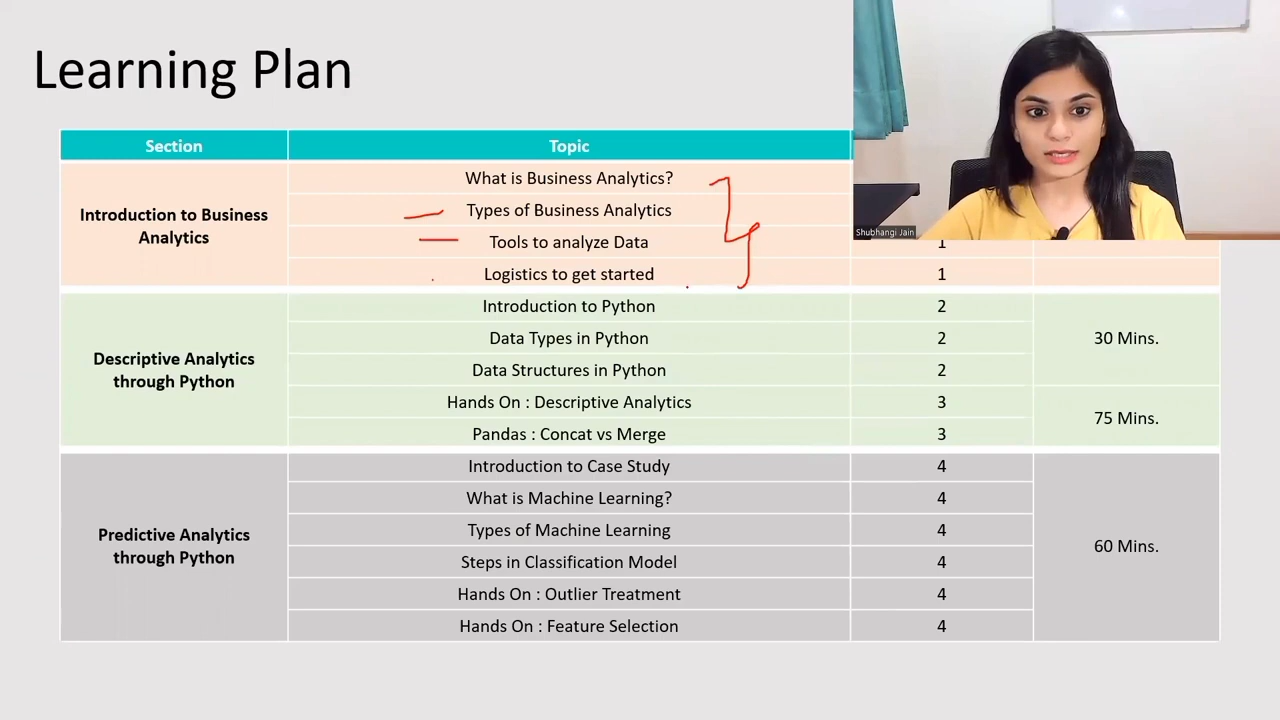 Learning Plan
Section Topic
Introduction to Business Analytics
What is Business Analytics?
Types of Business Analytics
Tools to analyze Data 1
Logistics to get started 1
Descriptive Analytics through Python
Introduction to Python 2
Data Types in Python 2 30 Mins.
Data Structures in Python 2
Hands On : Descriptive Analytics 3
75 Mins.
Pandas : Concat vs Merge 3
Predictive Analytics through Python
Introduction to Case Study 4
What is Machine Learning? 4
Types of Machine Learning 4
60 Mins.
Steps in Classification Model 4
Hands On : Outlier Treatment 4
Hands On : Feature Selection 4
Shubhangi Jain